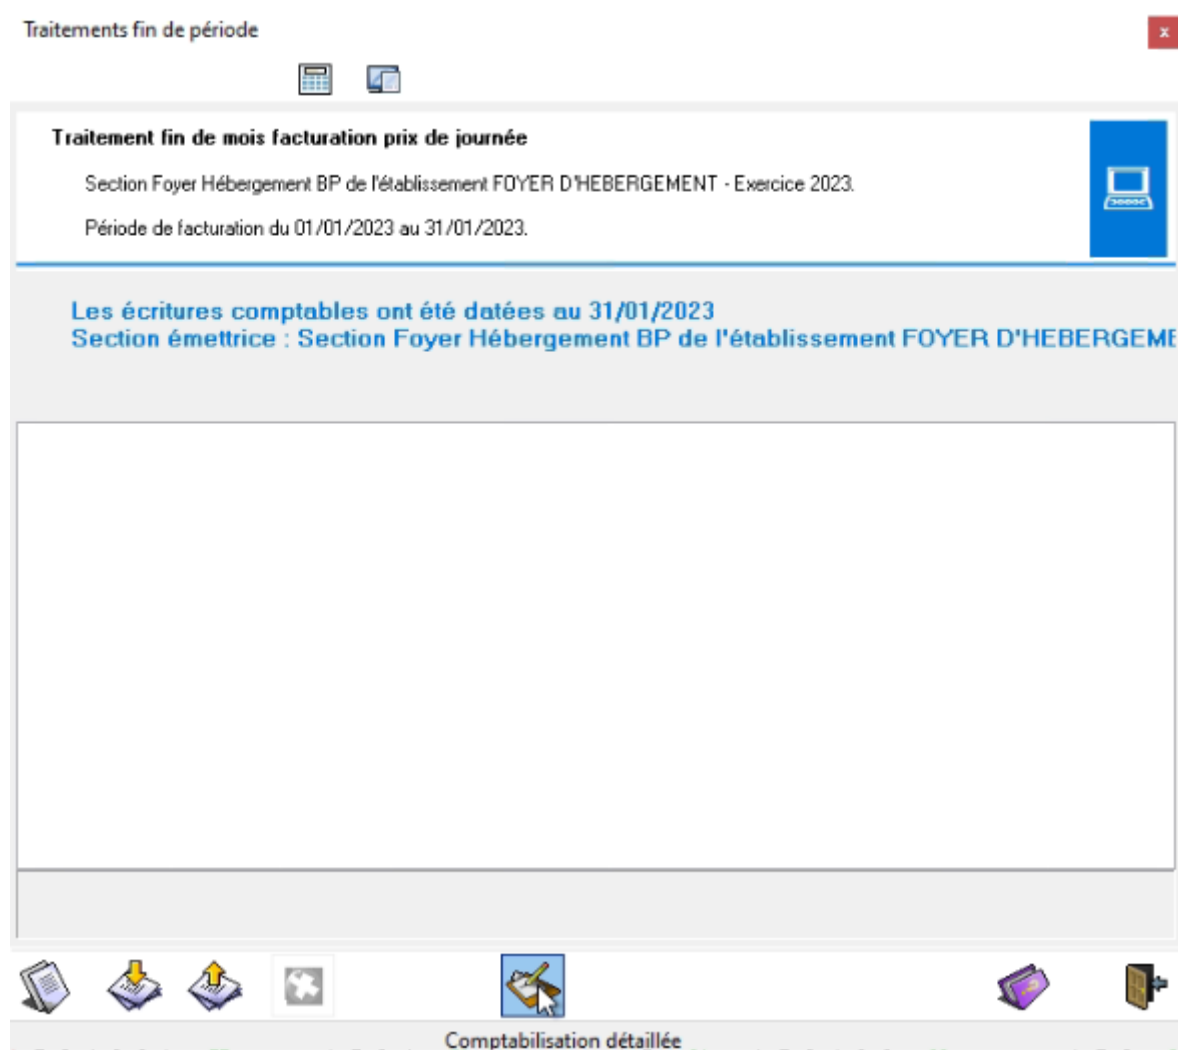 Traitements fin de période
x
Traitement fin de mois facturation prix de journée
Section Foyer Hébergement BP de l'établissement FOYER D'HEBERGEMENT - Exercice 2023.
Période de facturation du 01/01/2023 au 31/01/2023.
Les écritures comptables ont été datées au 31/01/2023
Section émettrice : Section Foyer Hébergement BP de l'établissement FOYER D'HEBERGEME
Comptabilisation détaillée